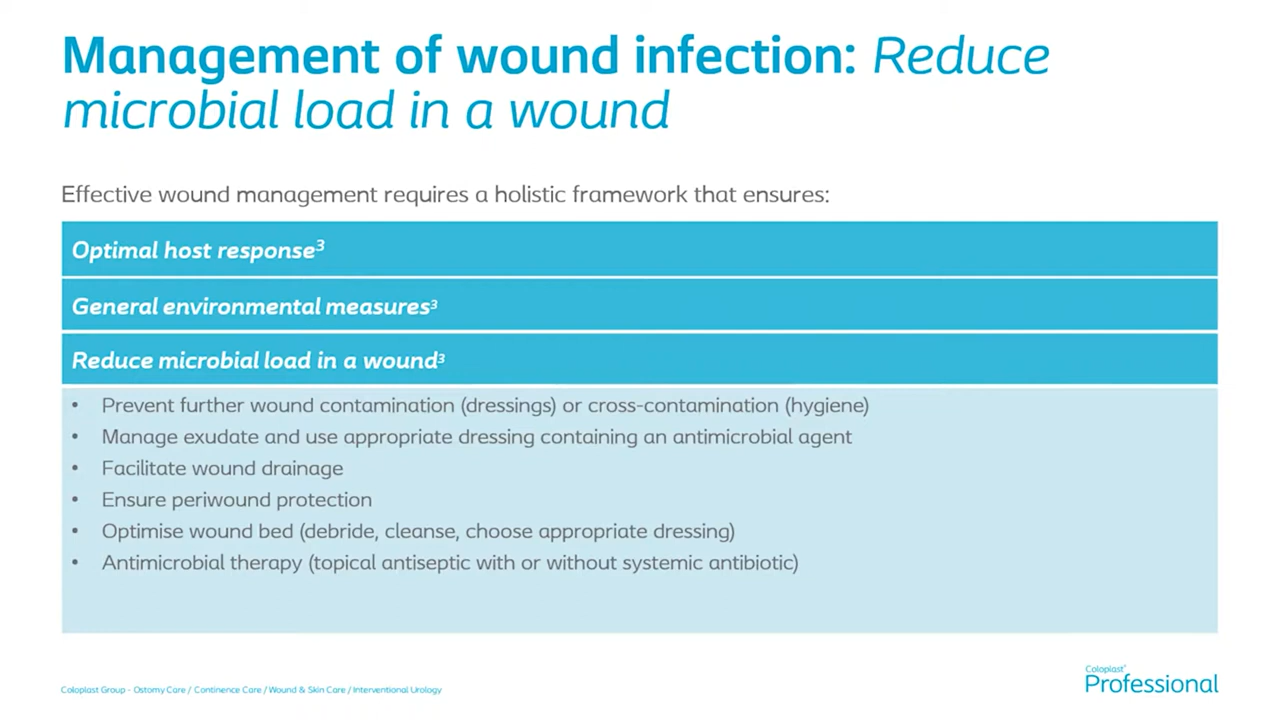 Management of wound infection: Reduce
microbial load in a wound
Effective wound management requires a holistic framework that ensures:
Optimal host response³
General environmental measures³
Reduce microbial load in a wound³
• Prevent further wound contamination (dressings) or cross-contamination (hygiene)
• Manage exudate and use appropriate dressing containing an antimicrobial agent
• Facilitate wound drainage
• Ensure periwound protection
• Optimise wound bed (debride, cleanse, choose appropriate dressing)
• Antimicrobial therapy (topical antiseptic with or without systemic antibiotic)
Coloplast Group - Ostomy Care / Continence Care / Wound & Skin Care / Interventional Urology
Coloplast®
Professional